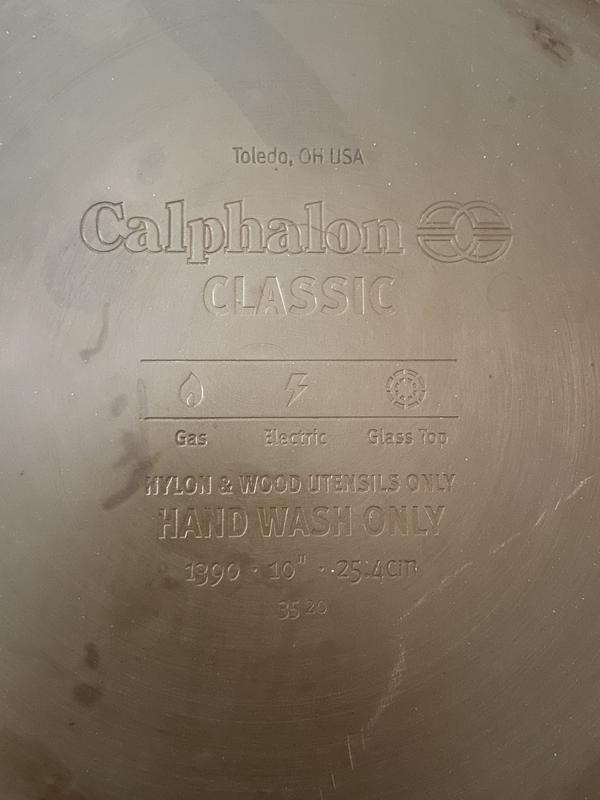 Toledo, OH USA
Calphalon
CLASSIC
Gas Electric Glass Top
NYLON & WOOD UTENSILS ONLY
HAND WASH ONLY
1390 · 10" · 25.4cm
35 20